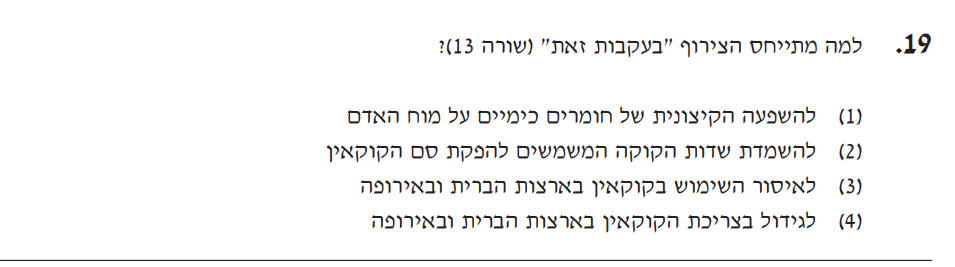 19. למה מתייחס הצירוף "בעקבות זאת" (שורה 13)?
(1) להשפעה הקיצונית של חומרים כימיים על מוח האדם
(2) להשמדת שדות הקוקה המשמשים להפקת סם הקוקאין
(3) לאיסור השימוש בקוקאין בארצות הברית ובאירופה
(4) לגידול בצריכת הקוקאין בארצות הברית ובאירופה